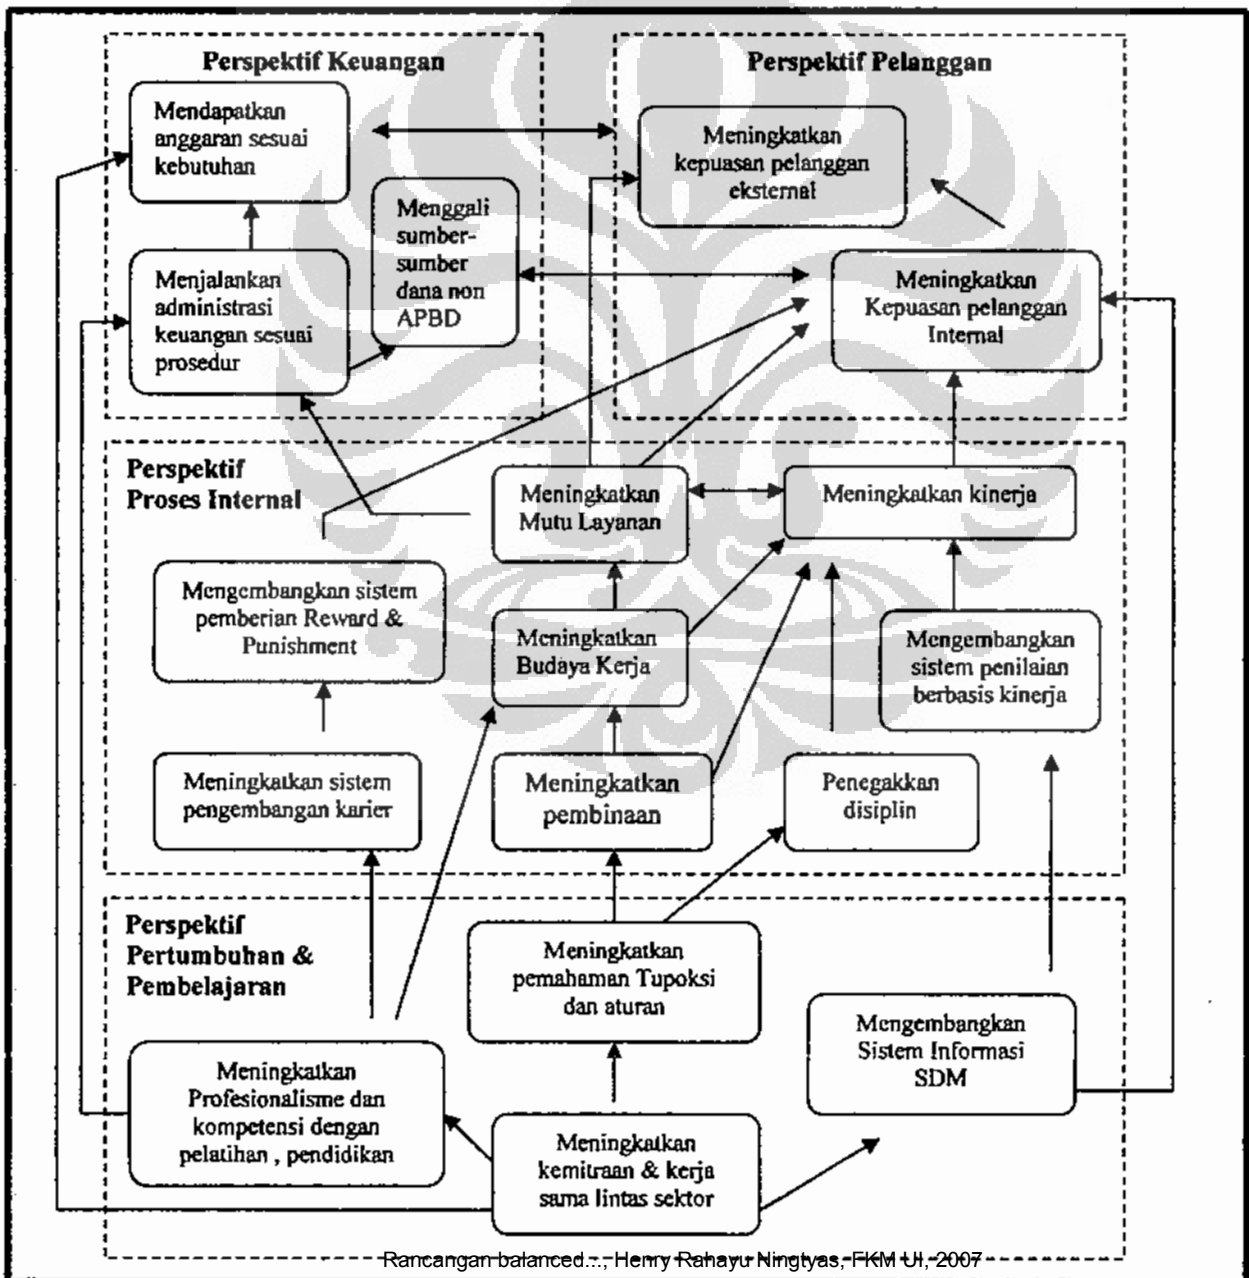 Perspektif Keuangan
Mendapatkan
anggaran sesuai
kebutuhan
Menggali
sumber-
sumber
dana non
APBD
Menjalankan
administrasi
keuangan sesuai
prosedur
Perspektif Pelanggan
Meningkatkan
kepuasan pelanggan
eksternal
Meningkatkan
Kepuasan pelanggan
Internal
Perspektif
Proses Internal
Meningkatkan
Mutu Layanan
Meningkatkan kinerja
Mengembangkan sistem
pemberian Reward &
Punishment
Meningkatkan
Budaya Kerja
Mengembangkan
sistem penilaian
berbasis kinerja
Meningkatkan sistem
pengembangan karier
Meningkatkan
pembinaan
Penegakkan
disiplin
Perspektif
Pertumbuhan &
Pembelajaran
Meningkatkan
pemahaman Tupoksi
dan aturan
Mengembangkan
Sistem Informasi
SDM
Meningkatkan
Profesionalisme dan
kompetensi dengan
pelatihan , pendidikan
Meningkatkan
kemitraan & kerja
sama lintas sektor
Rancangan balanced..., Henry Rahayu Ningtyas, FKM UI, 2007